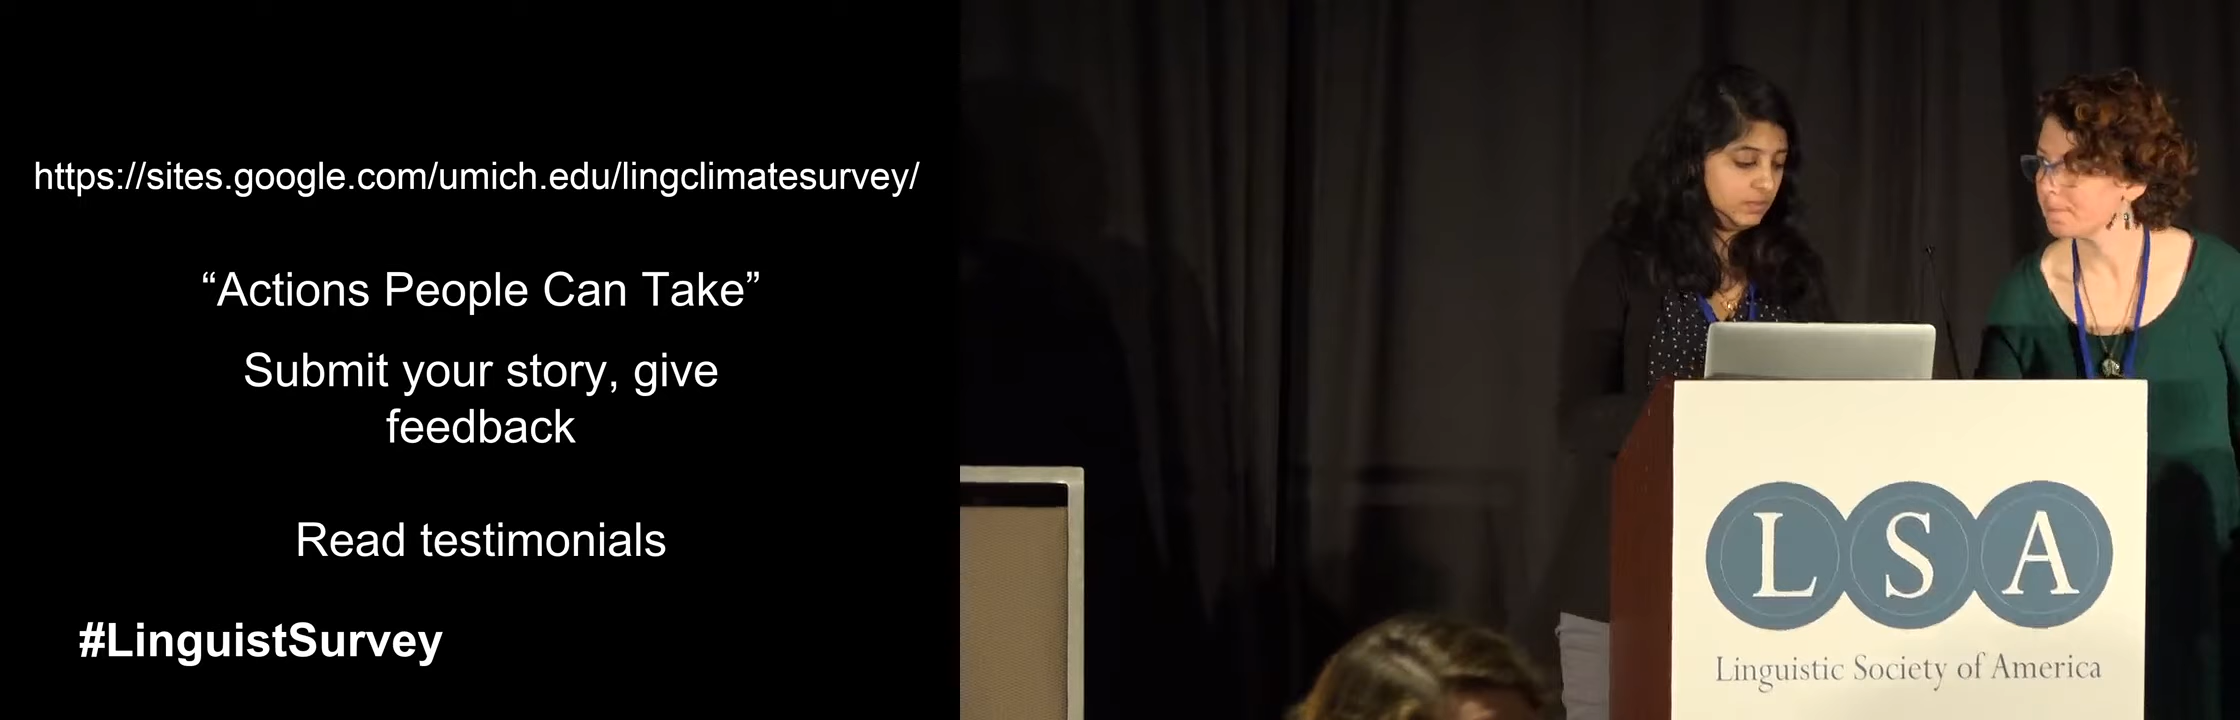 https://sites.google.com/umich.edu/lingclimatesurvey/
“Actions People Can Take”
Submit your story, give
feedback
Read testimonials
#LinguistSurvey
LSA
Linguistic Society of America